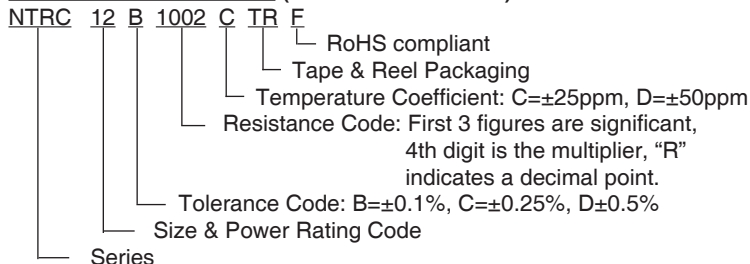 NTRC 12 B 1002 C TR F
RoHS compliant
Tape & Reel Packaging
Temperature Coefficient: C=±25ppm, D=±50ppm
Resistance Code: First 3 figures are significant,
4th digit is the multiplier, “R”
indicates a decimal point.
Tolerance Code: B=±0.1%, C=±0.25%, D±0.5%
Size & Power Rating Code
Series